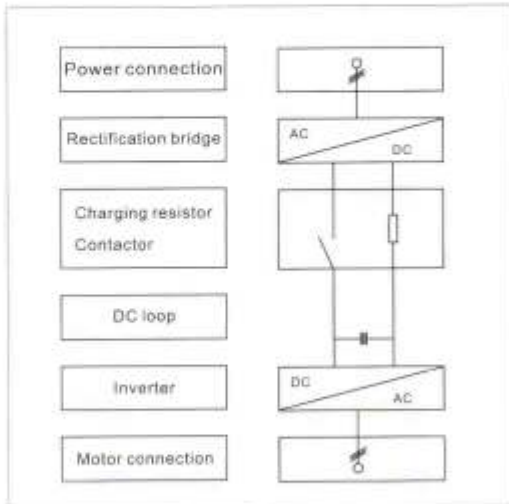 Power connection
Rectification bridge
AC
DC
Charging resistor
Contactor
DC loop
Inverter
DC
AC
Motor connection